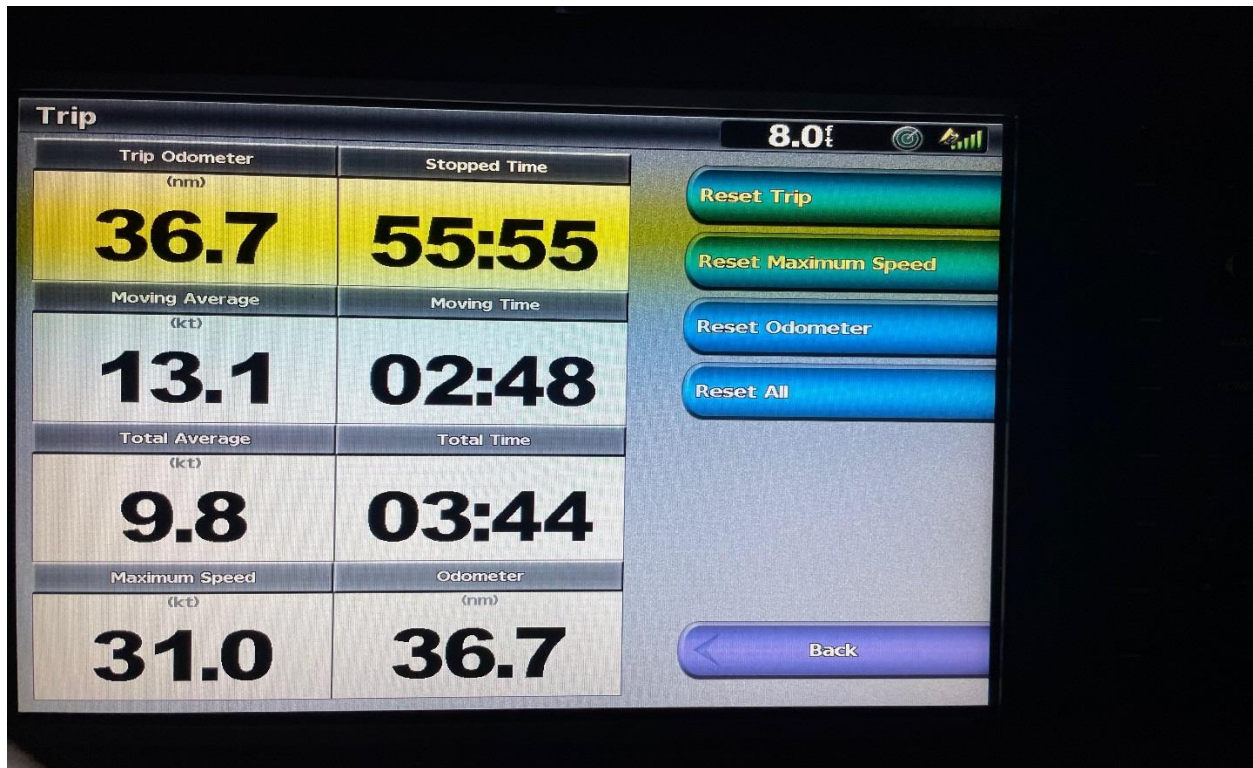 Trip
8.0ft
Trip Odometer
Stopped Time
(nm)
36.7
55:55
Moving Average
Moving Time
(kt)
13.1
02:48
Total Average
Total Time
(kt)
9.8
03:44
Maximum Speed
Odometer
(kt)
(nm)
31.0
36.7
Reset Trip
Reset Maximum Speed
Reset Odometer
Reset All
Back